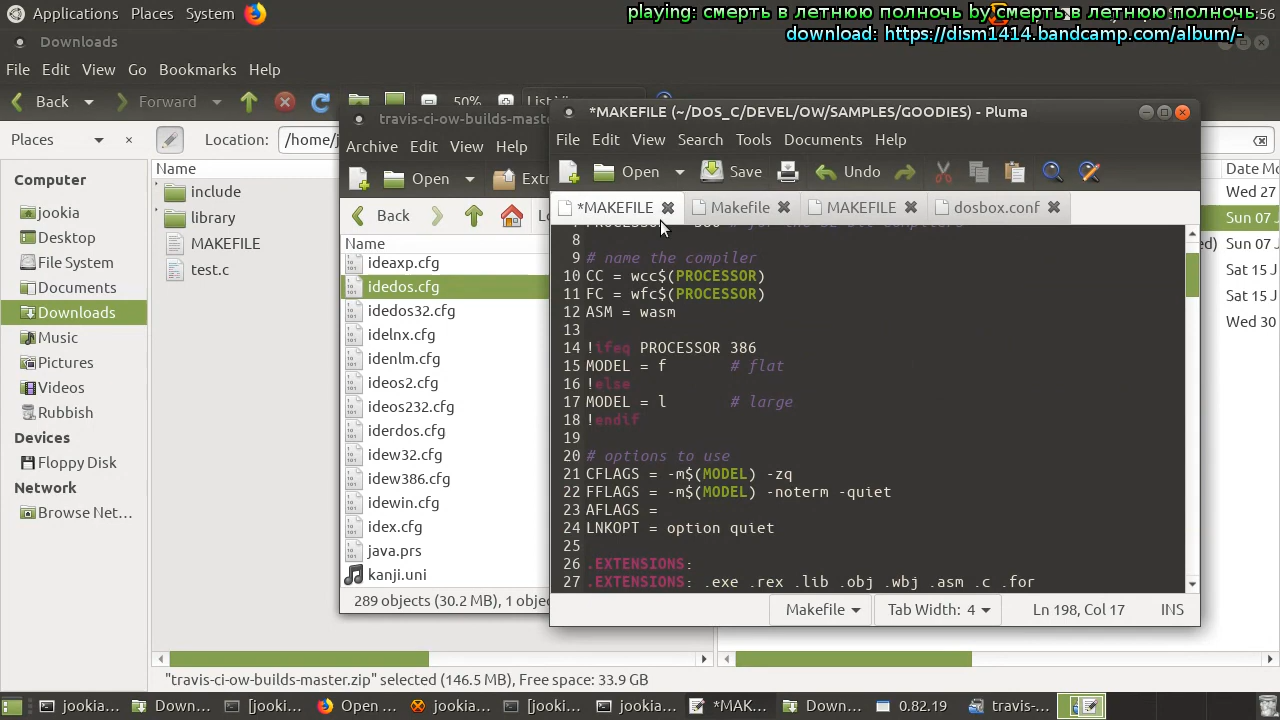 Applications Places System
playing: смерть в летнюю полночь by смерть в летнюю полночь
:56
download: https://dism1414.bandcamp.com/album/-
Downloads
File Edit View Go Bookmarks Help
Back Forward 50%
Places
Location: /home/j
Computer
jookia
Desktop
File System
Documents
Downloads
Music
Pictures
Videos
Rubbish
Devices
Floppy Disk
Network
Browse Net...
Name
include
library
MAKEFILE
test.c
travis-ci-ow-builds-maste
Archive Edit View Help
Open Extr
Back Lo
Name
ideaxp.cfg
idedos.cfg
idedos32.cfg
idelnx.cfg
idenlm.cfg
ideos2.cfg
ideos232.cfg
iderdos.cfg
idew32.cfg
idew386.cfg
idewin.cfg
idex.cfg
java.prs
kanji.uni
289 objects (30.2 MB), 1 obje
*MAKEFILE (~/DOS_C/DEVEL/OW/SAMPLES/GOODIES) - Pluma
File Edit View Search Tools Documents Help
Open Save Undo
*MAKEFILE Makefile MAKEFILE dosbox.conf
8
9 # name the compiler
10 CC = wcc$(PROCESSOR)
11 FC = wfc$(PROCESSOR)
12 ASM = wasm
13
14 !ifeq PROCESSOR 386
15 MODEL = f # flat
16 !else
17 MODEL = l # large
18 !endif
19
20 # options to use
21 CFLAGS = -m$(MODEL) -zq
22 FFLAGS = -m$(MODEL) -noterm -quiet
23 AFLAGS =
24 LNKOPT = option quiet
25
26 .EXTENSIONS:
27 .EXTENSIONS: .exe .rex .lib .obj .wbj .asm .c .for
Makefile Tab Width: 4 Ln 198, Col 17 INS
Date Mo
Wed 27
Sun 07 J
Sun 07 J
Sat 15 J
Sat 15 J
Wed 30
"travis-ci-ow-builds-master.zip" selected (146.5 MB), Free space: 33.9 GB
jooki... Down... [jooki... Open ... jooki... [jooki... jooki... *MAK... Down... 0.82.19 travis-...